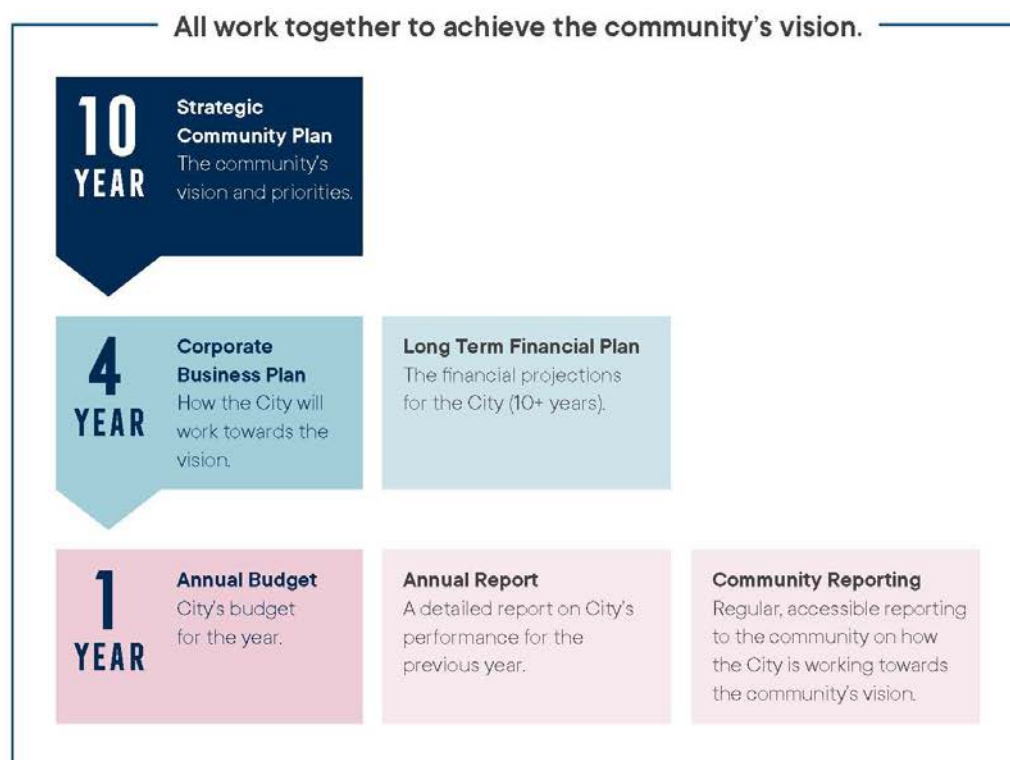 All work together to achieve the community's vision.
10
YEAR
Strategic
Community Plan
The community's
vision and priorities.
4
YEAR
Corporate
Business Plan
How the City will
work towards the
vision.
Long Term Financial Plan
The financial projections
for the City (10+ years).
1
YEAR
Annual Budget
City's budget
for the year.
Annual Report
A detailed report on City's
performance for the
previous year.
Community Reporting
Regular, accessible reporting
to the community on how
the City is working towards
the community's vision.